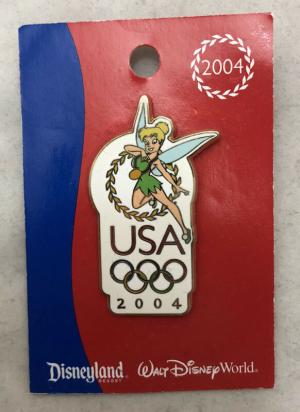 2004
USA
2004
Disneyland
RESORT
WALT DISNEY World.